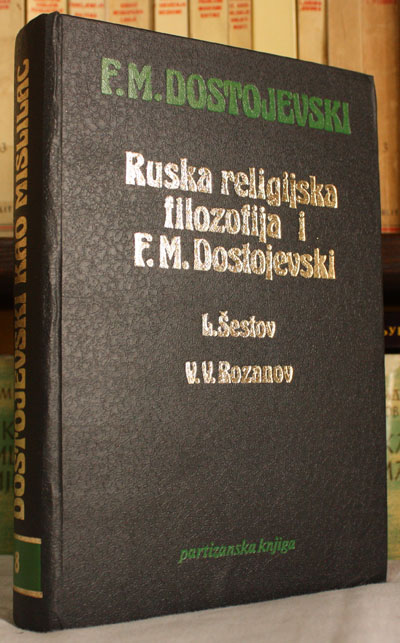 F. M. DOSTOJEVSKI
Ruska religijska
filozofija i
F. M. Dostojevski
L. Šestov
V. V. Rozanov
partizanska knjiga
DOSTOJEVSKI KAO MISLILAC
8